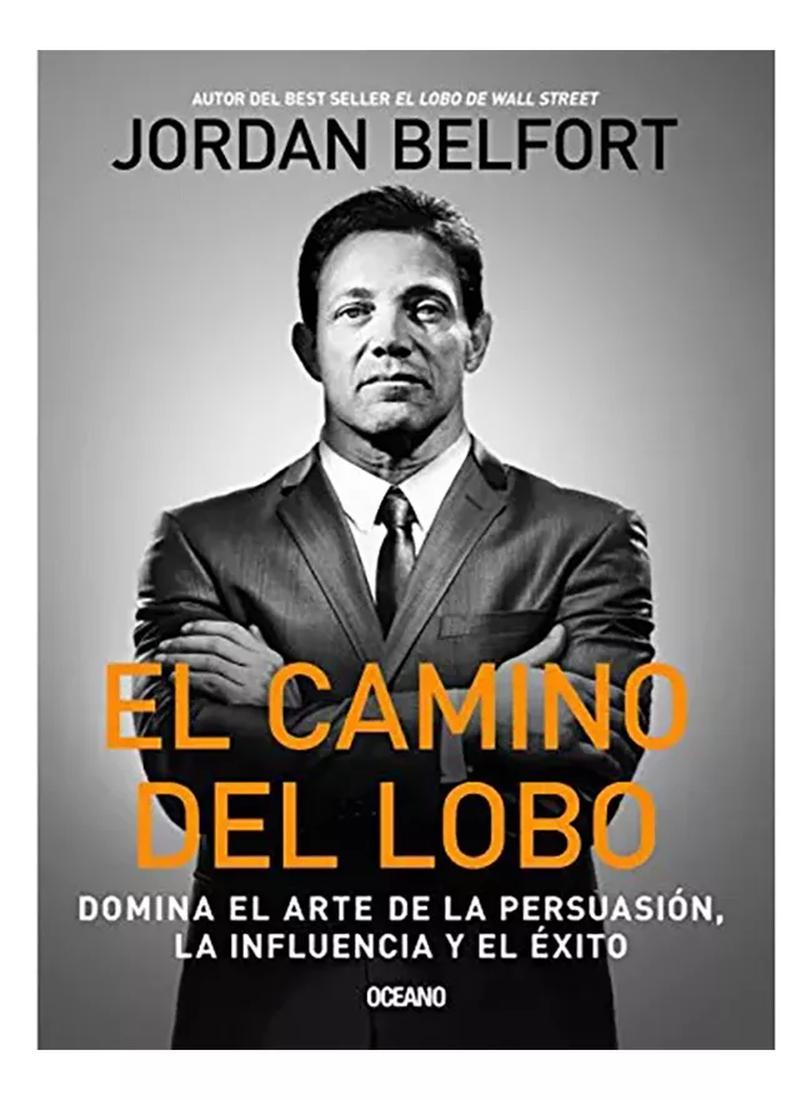 AUTOR DEL BEST SELLER EL LOBO DE WALL STREET
JORDAN BELFORT
EL CAMINO
DEL LOBO
DOMINA EL ARTE DE LA PERSUASIÓN,
LA INFLUENCIA Y EL ÉXITO
OCEANO